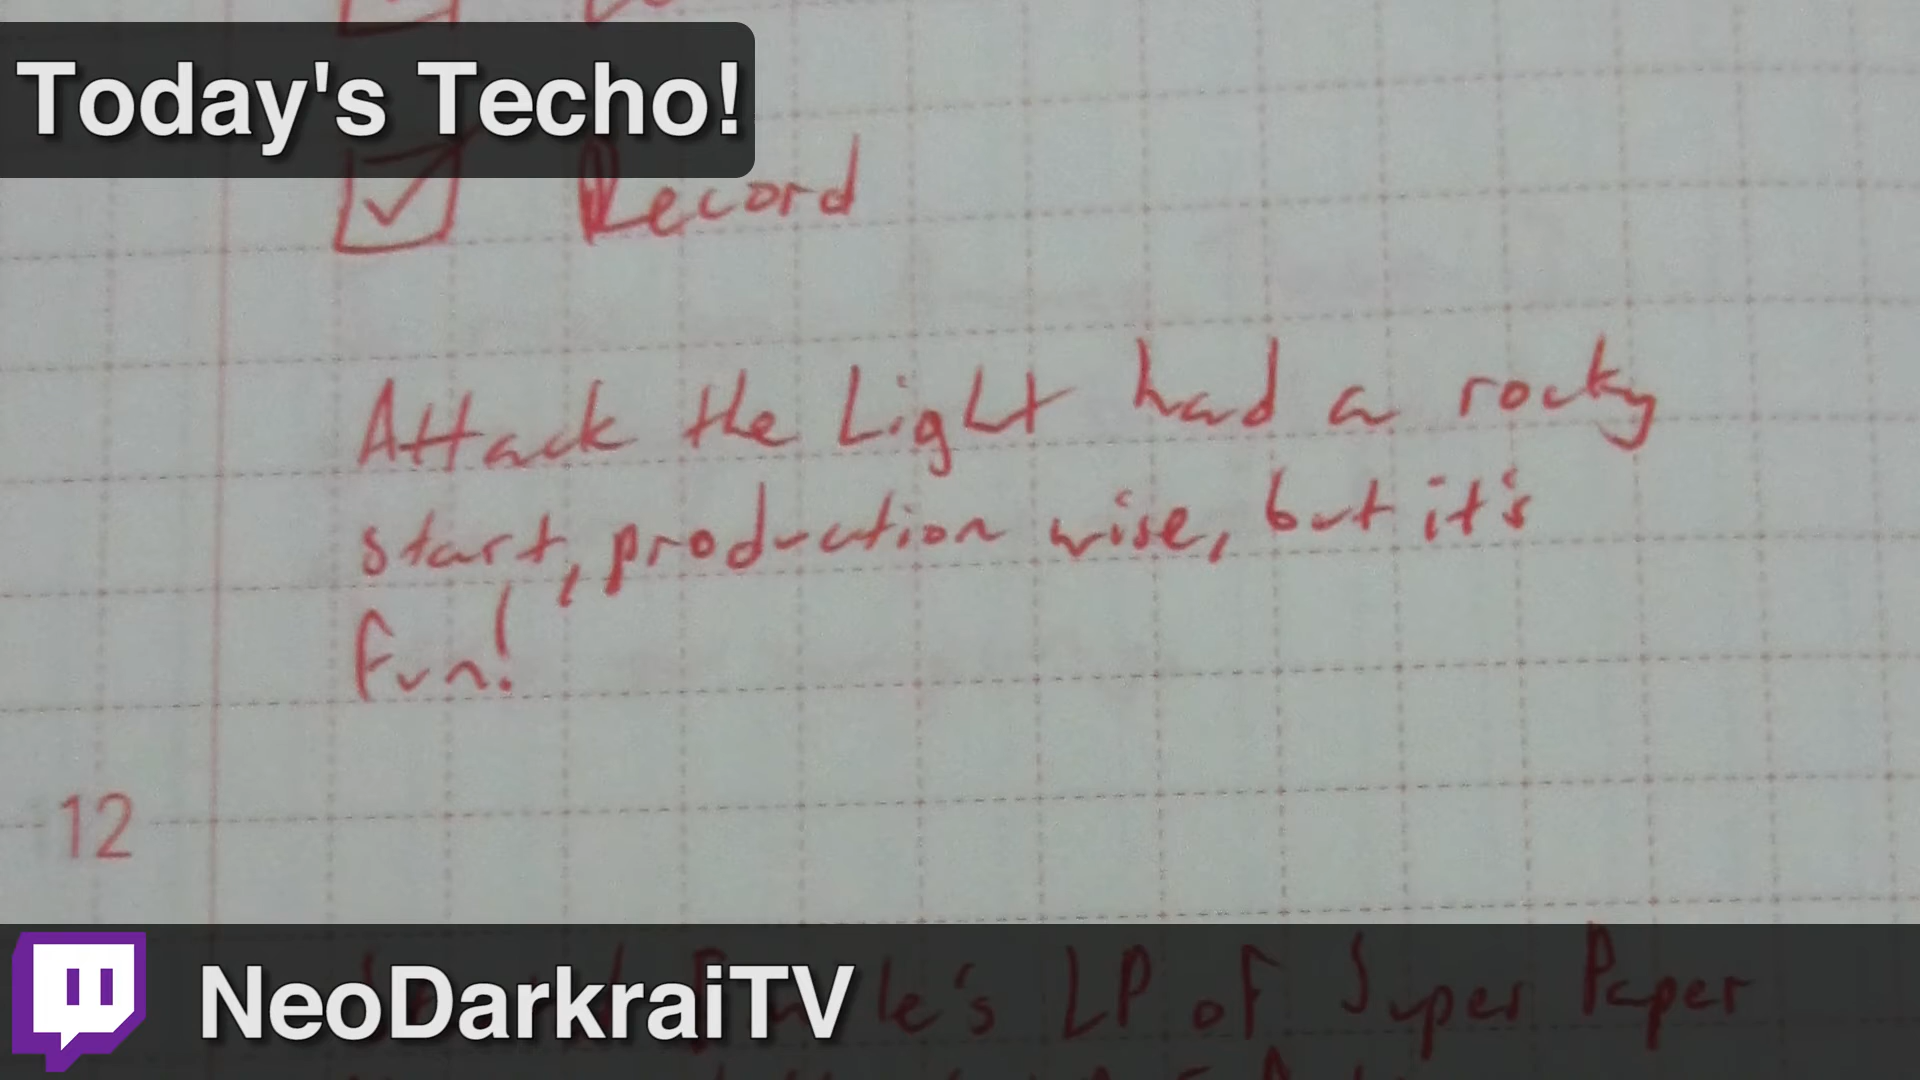 Today's Techo!
Record
Attack the Light had a rocky
start, production wise, but it's
fun!
12
NeoDarkraiTV
LP of Super Paper